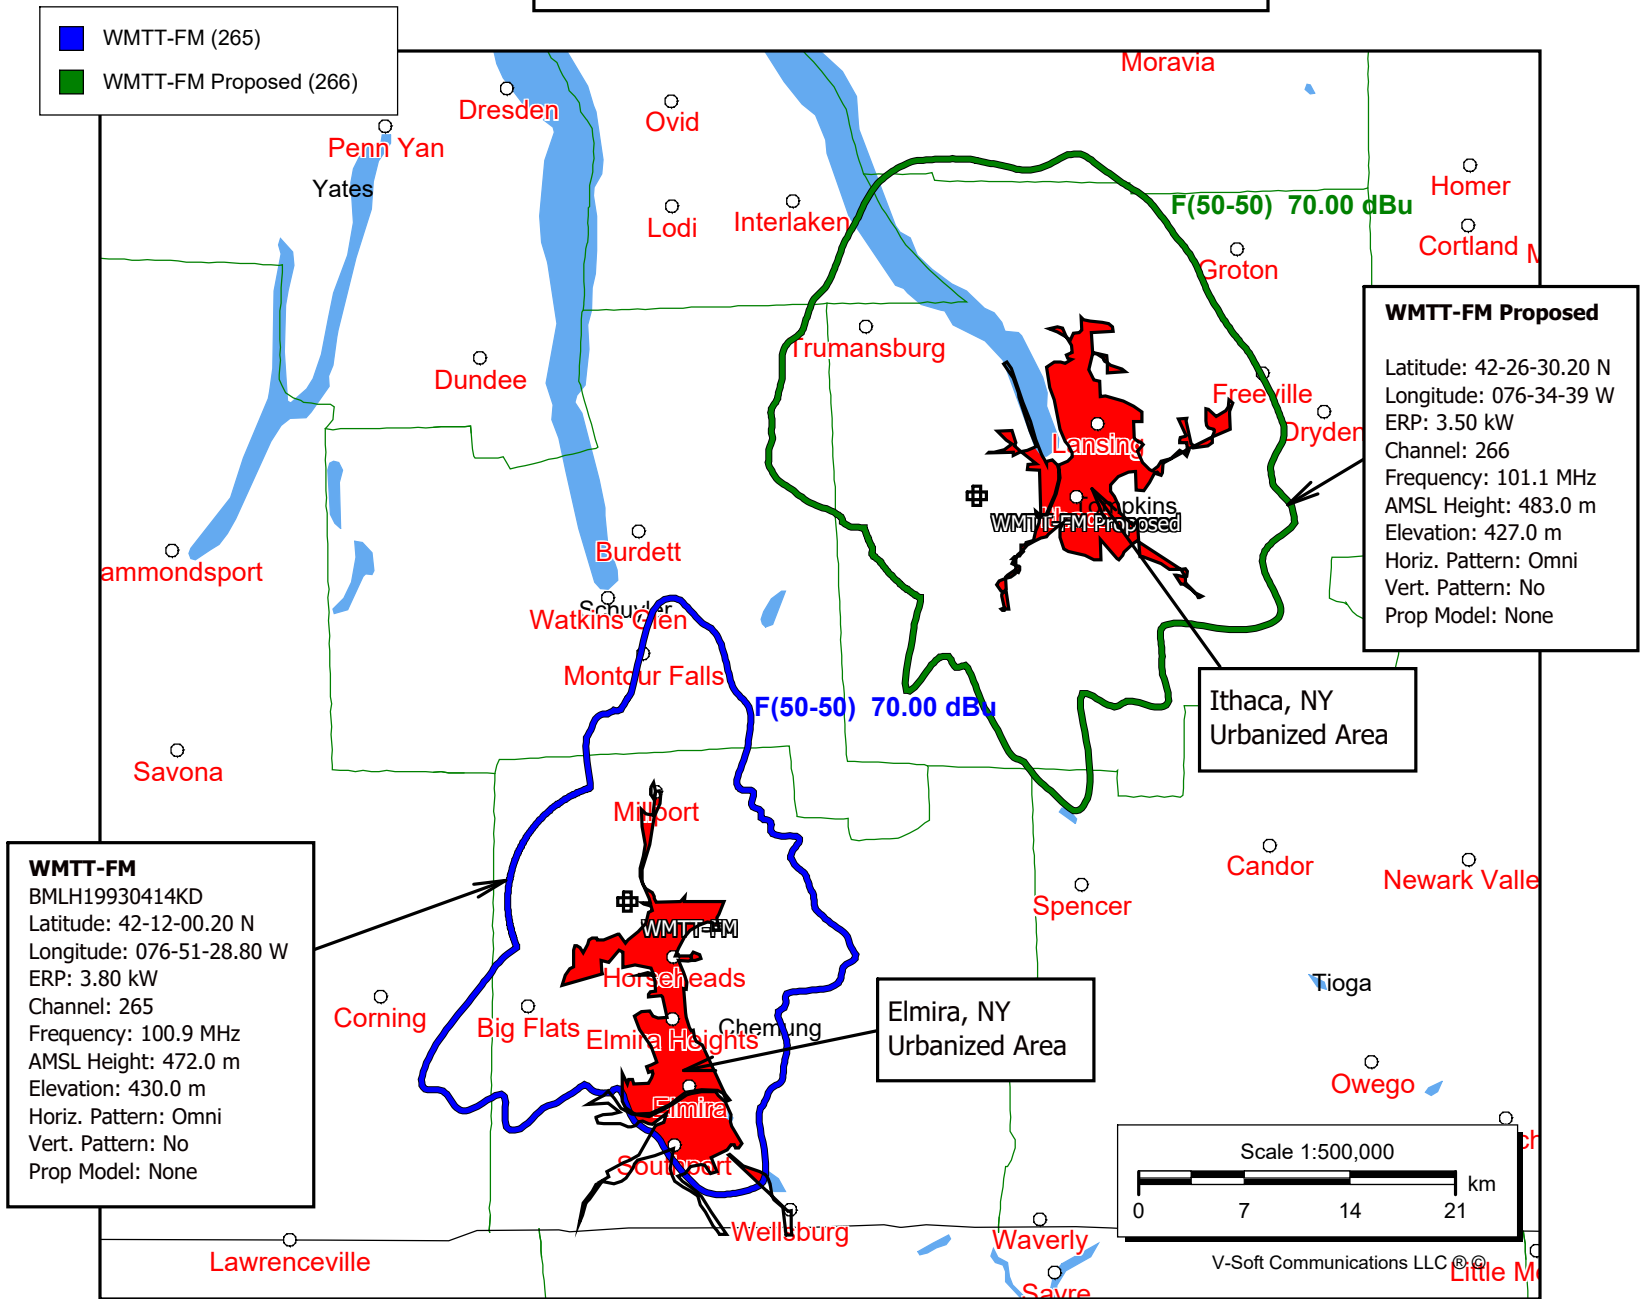 WMTT-FM (265)
WMTT-FM Proposed (266)
Moravia
Dresden
Ovid
Penn Yan
Yates
Homer
F(50-50) 70.00 dBu
Lodi
Interlaken
Cortland
Groton
WMTT-FM Proposed
Latitude: 42-26-30.20 N
Longitude: 076-34-39 W
ERP: 3.50 kW
Channel: 266
Frequency: 101.1 MHz
AMSL Height: 483.0 m
Elevation: 427.0 m
Horiz. Pattern: Omni
Vert. Pattern: No
Prop Model: None
Trumansburg
Dundee
Freeville
Dryden
Lansing
Tompkins
WMTT-FM Proposed
Burdett
ammondsport
Schuyler
Watkins Glen
Montour Falls
F(50-50) 70.00 dBu
Ithaca, NY
Urbanized Area
Savona
Millport
Candor
Newark Valle
Spencer
WMTT-FM
BMLH19930414KD
Latitude: 42-12-00.20 N
Longitude: 076-51-28.80 W
ERP: 3.80 kW
Channel: 265
Frequency: 100.9 MHz
AMSL Height: 472.0 m
Elevation: 430.0 m
Horiz. Pattern: Omni
Vert. Pattern: No
Prop Model: None
WMTT-FM
Horseheads
Tioga
Corning
Big Flats
Elmira Heights
Chemung
Elmira, NY
Urbanized Area
Owego
Elmira
Southport
Scale 1:500,000
km
0 7 14 21
Wellsburg
Waverly
Lawrenceville
V-Soft Communications LLC ® ©
Little M
Sayre